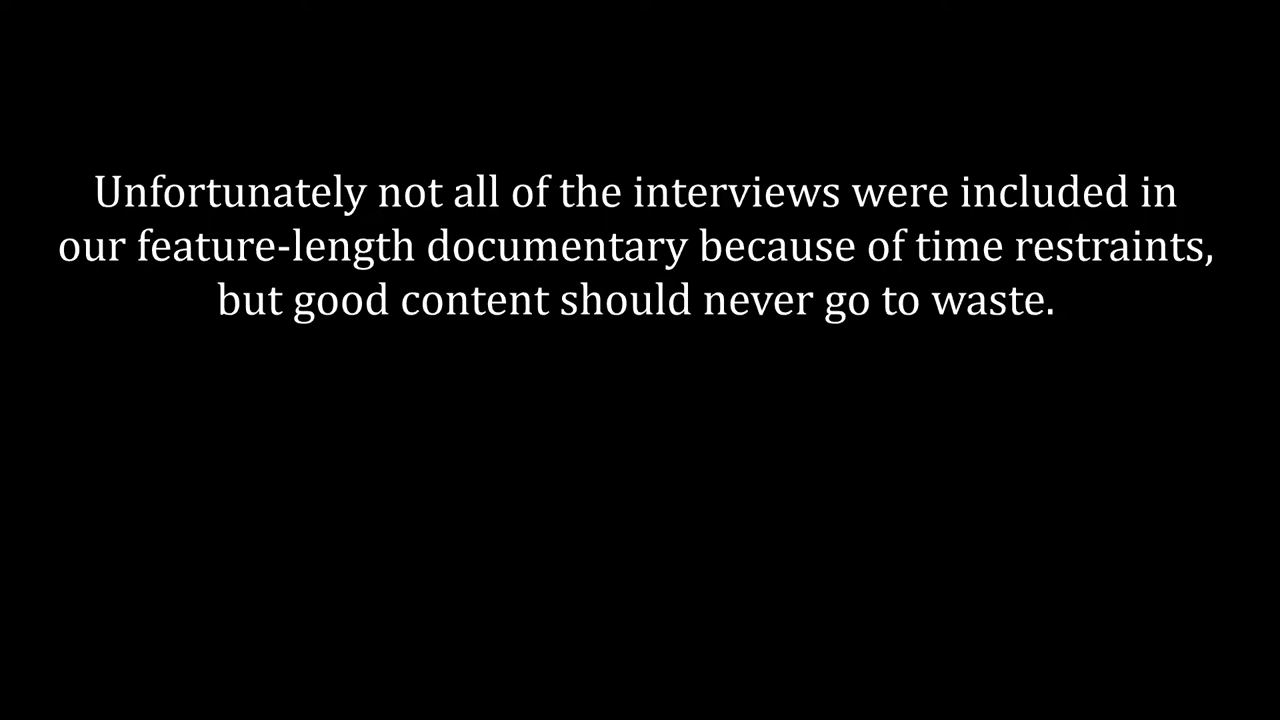 Unfortunately not all of the interviews were included in
our feature-length documentary because of time restraints,
but good content should never go to waste.